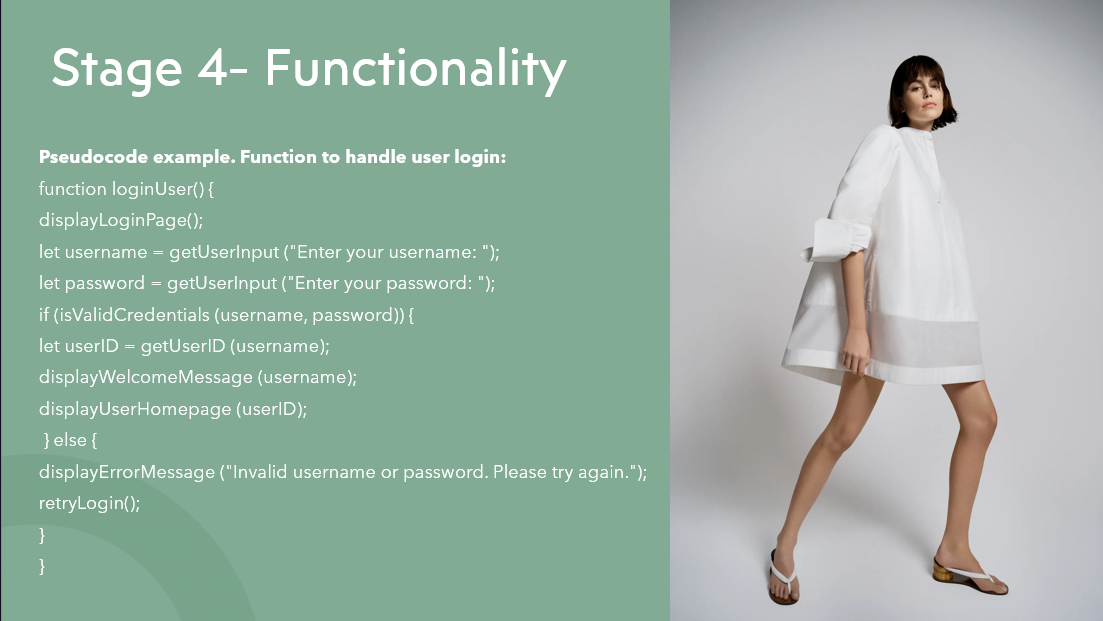 Stage 4- Functionality
Pseudocode example. Function to handle user login:
function loginUser() {
displayLoginPage();
let username = getUserInput ("Enter your username: ");
let password = getUserInput ("Enter your password: ");
if (isValidCredentials (username, password)) {
let userID = getUserID (username);
displayWelcomeMessage (username);
displayUserHomepage (userID);
} else {
displayErrorMessage ("Invalid username or password. Please try again.");
retryLogin();
}
}